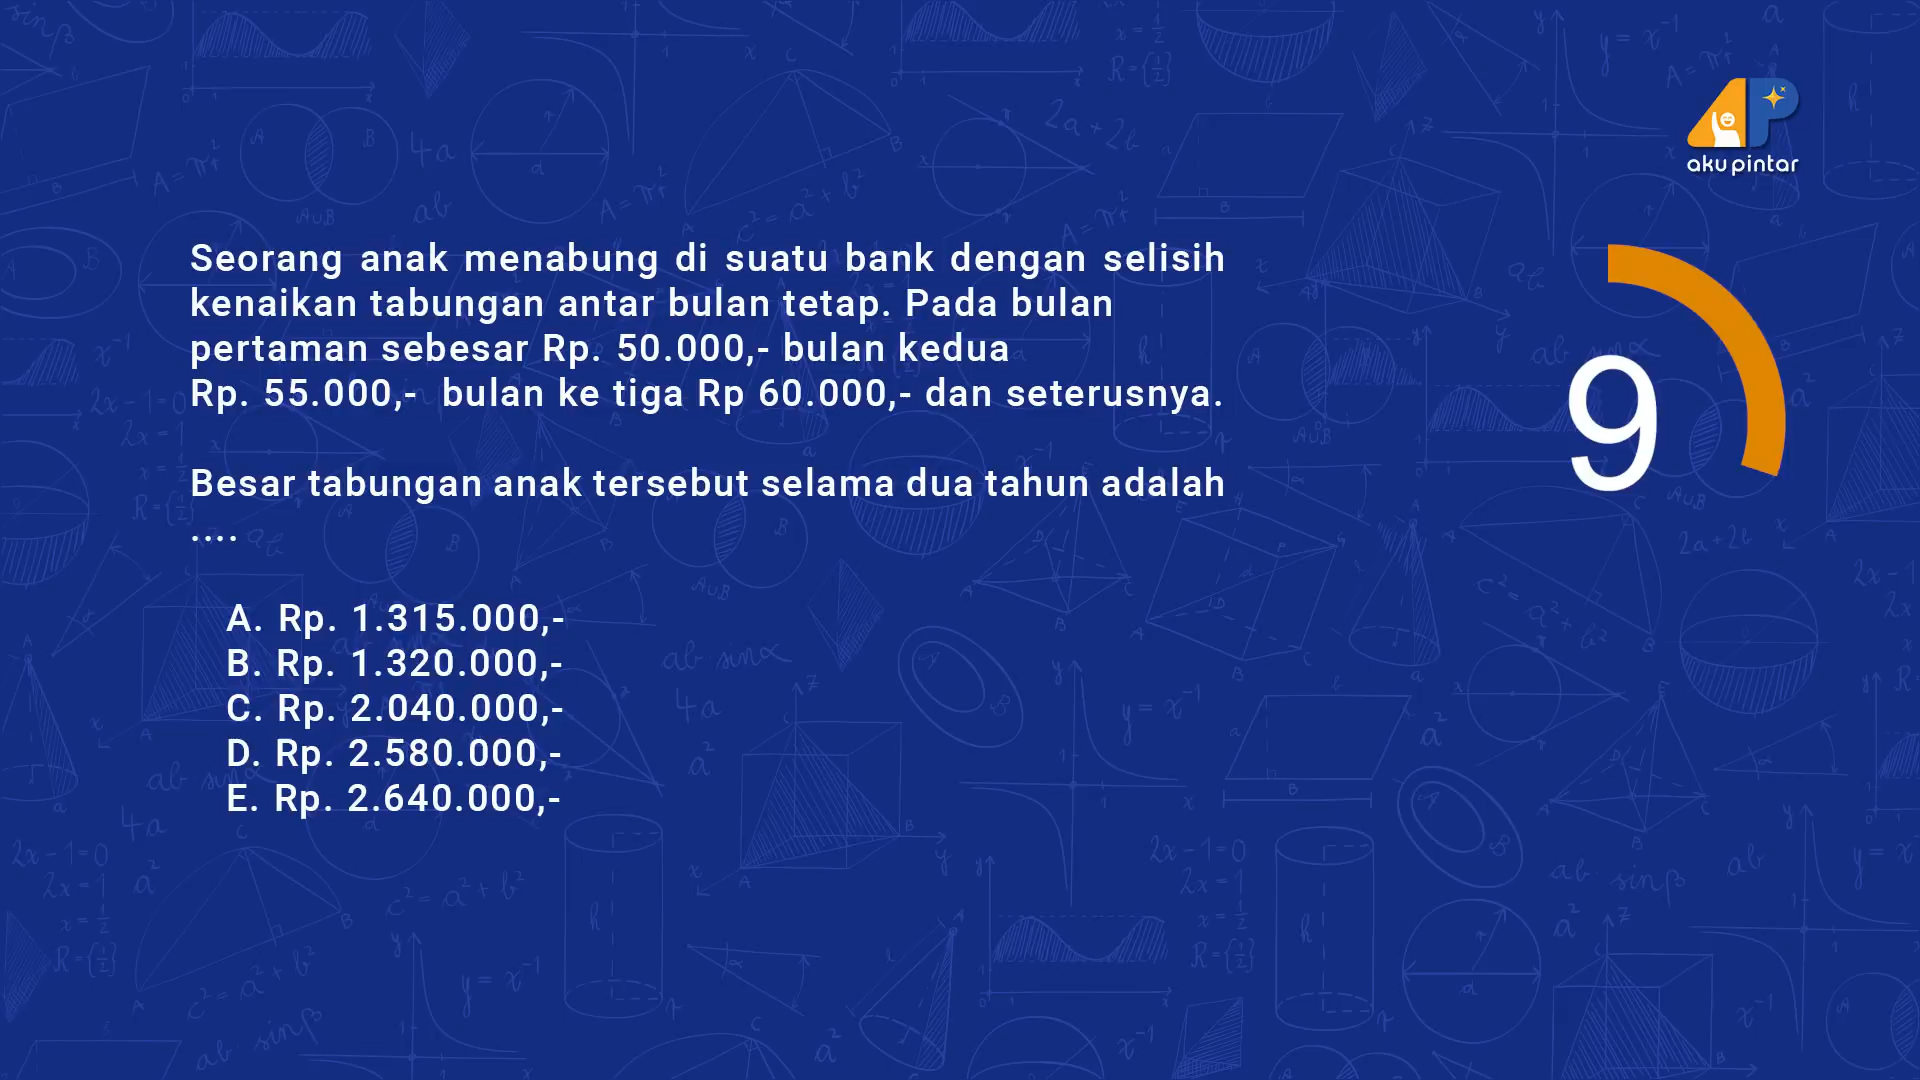 aku pintar
Seorang anak menabung di suatu bank dengan selisih
kenaikan tabungan antar bulan tetap. Pada bulan
pertaman sebesar Rp. 50.000,- bulan kedua
Rp. 55.000,- bulan ke tiga Rp 60.000,- dan seterusnya.
9
Besar tabungan anak tersebut selama dua tahun adalah
....
A. Rp. 1.315.000,-
B. Rp. 1.320.000,-
C. Rp. 2.040.000,-
D. Rp. 2.580.000,-
E. Rp. 2.640.000,-